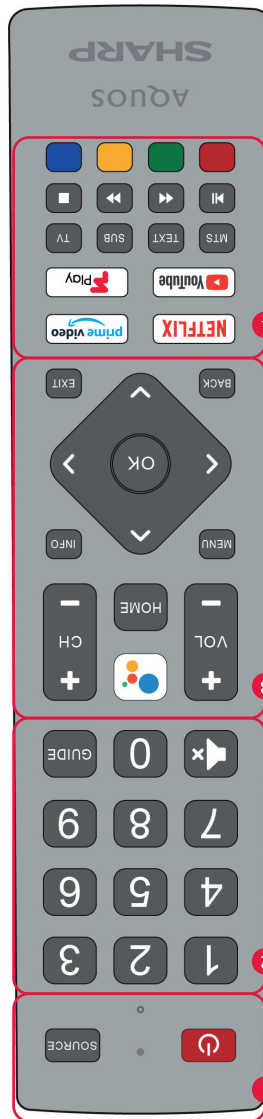 SOURCE
1 2 3
4 5 6
7 8 9
0 GUIDE
+ +
VOL HOME CH
− −
MENU INFO
OK
BACK EXIT
NETFLIX prime video
YouTube Play
MTS TEXT SUB TV
AQUOS
SHARP